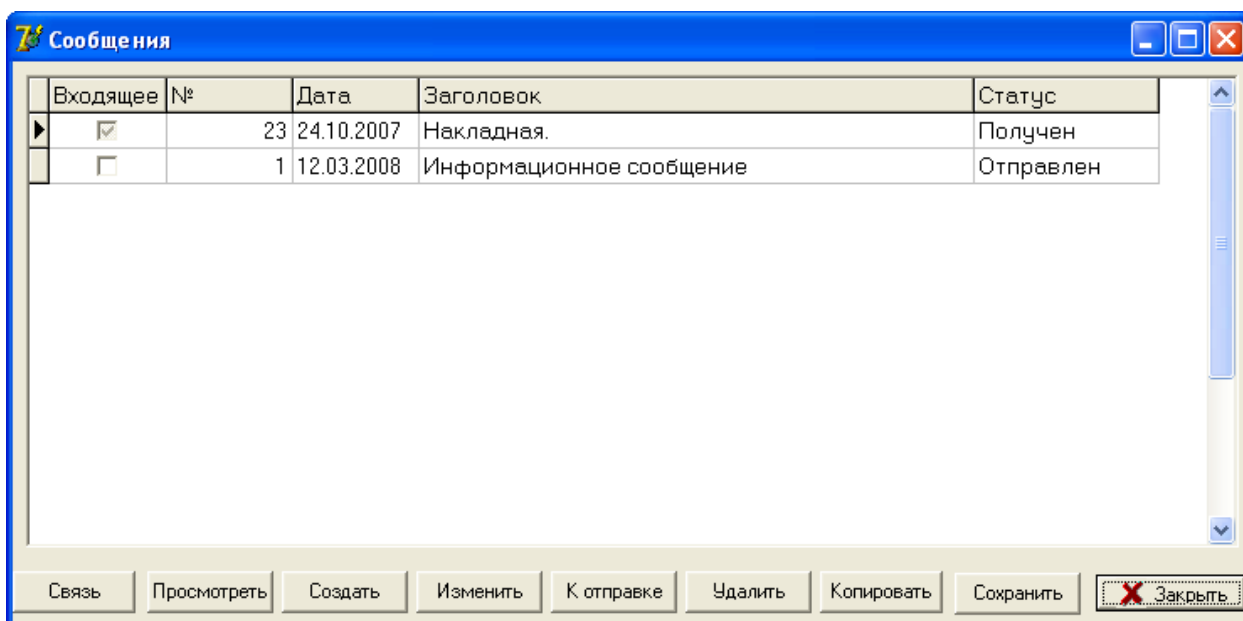 Сообщения
Входящее № Дата Заголовок Статус
23 24.10.2007 Накладная. Получен
1 12.03.2008 Информационное сообщение Отправлен
Связь Просмотреть Создать Изменить К отправке Удалить Копировать Сохранить Закрыть